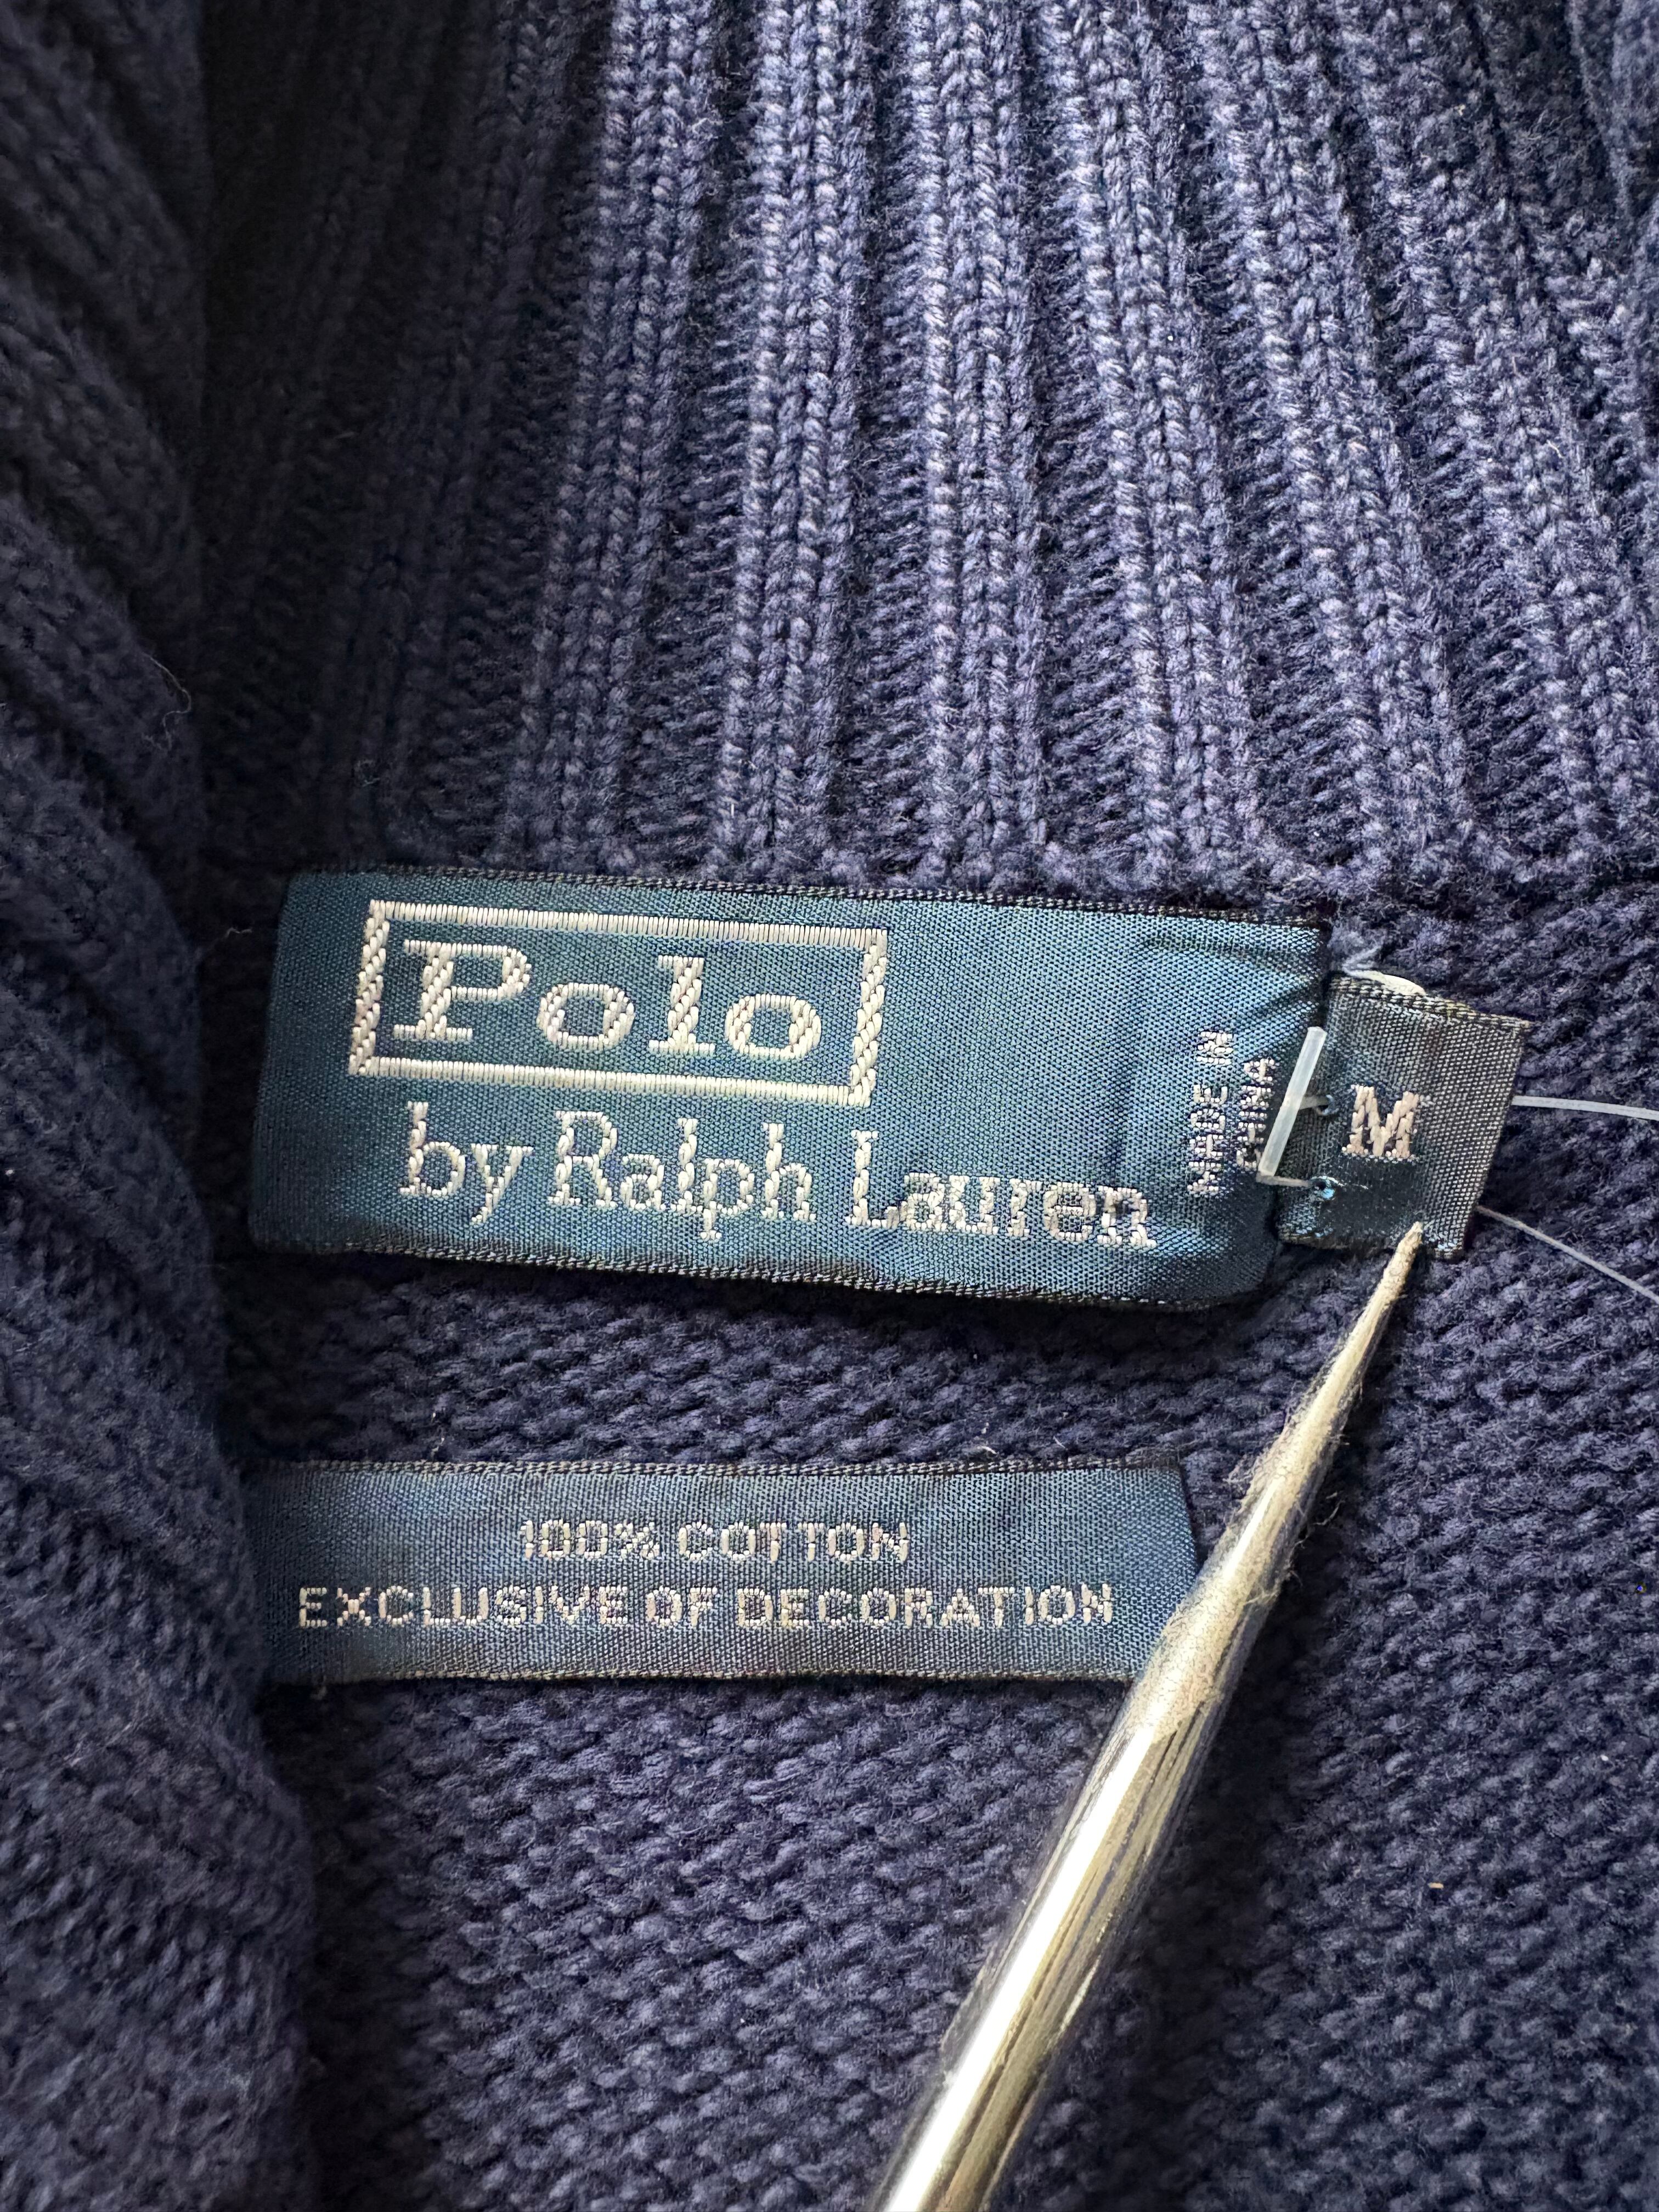 Polo
by Ralph Lauren
MADE IN
CHINA
M
100% COTTON
EXCLUSIVE OF DECORATION